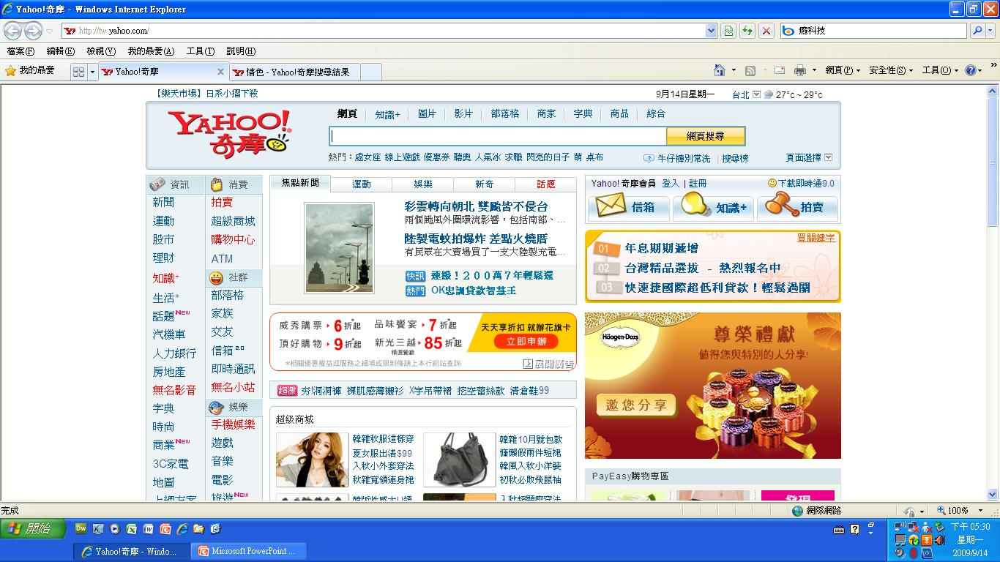 Yahoo!奇摩 - Windows Internet Explorer
http://tw.yahoo.com/
癮科技
檔案(F) 編輯(E) 檢視(V) 我的最愛(A) 工具(T) 說明(H)
我的最愛
Yahoo!奇摩
情色 - Yahoo!奇摩搜尋結果
網頁(P) 安全性(S) 工具(O)
【樂天市場】日系小摺下殺
9月14日星期一 台北 27°c ~ 29°c
YAHOO!
奇摩
網頁 知識+ 圖片 影片 部落格 商家 字典 商品 綜合
網頁搜尋
熱門：處女座 線上遊戲 優惠券 聽奧 人氣冰 求職 閃亮的日子 萌 桌布
牛仔褲別常洗 | 搜尋榜
頁面選擇
資訊
新聞
運動
股市
理財
知識+
生活+
話題 New
汽機車
人力銀行
房地產
無名影音
字典
時尚
商業 New
3C家電
地圖
消費
拍賣
超級商城
購物中心
ATM
社群
部落格
家族
交友
信箱 2.0
即時通訊
無名小站
娛樂
手機娛樂
遊戲
音樂
電影
旅遊 New
焦點新聞 運動 娛樂 新奇 話題
彩雲轉向朝北 雙颱皆不侵台
兩個颱風外圍環流影響，包括南部、...
陸製電蚊拍爆炸 差點火燒厝
有民眾在大賣場買了一支大陸製充電...
快訊 速撥！２００萬７年輕鬆還
熱門 OK忠訓貸款智慧王
威秀購票 6折起 品味饗宴 7折起
頂好購物 9折起 新光三越 85折起
精選餐廳
*相關優惠權益或服務之細項或限制條請上本行網站查詢
天天享折扣 就辦花旗卡
立即申辦
展開廣告
超激 夯!洞洞褲 裸肌感薄襯衫 X字吊帶裙 挖空蕾絲款 清倉鞋99
超級商城
韓雜秋服這樣穿
夏女服出清$99
入秋小外套穿法
秋雜寬領連身裙
韓雜10月號包款
慵懶假兩件短裙
韓風入秋小洋裝
初秋必敗飛鼠袖
Yahoo!奇摩會員 登入 | 註冊
下載即時通9.0
信箱
知識+
拍賣
買關鍵字
01 年息期期遞增
02 台灣精品選拔 - 熱烈報名中
03 快速捷國際超低利貸款！輕鬆過關
Häagen-Dazs
尊榮禮獻
值得您與特別的人分享!
邀您分享
PayEasy購物專區
完成
網際網路
100%
開始
Yahoo!奇摩 - Windo...
Microsoft PowerPoint ...
下午 05:30
星期一
2009/9/14